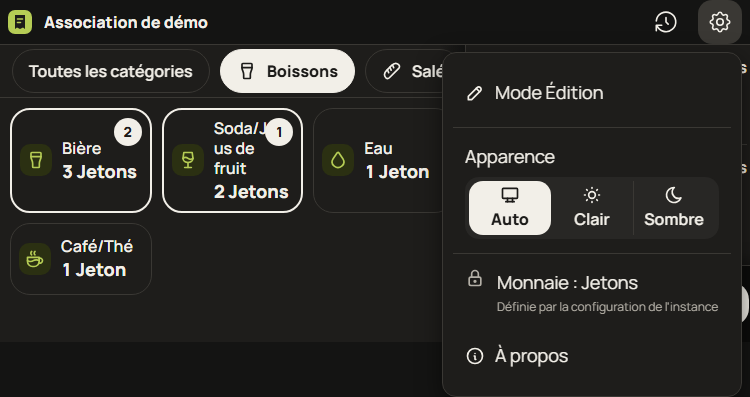 Association de démo
Toutes les catégories
Boissons
Salé
Bière
3 Jetons
2
Soda/J
us de
fruit
2 Jetons
1
Eau
1 Jeton
Café/Thé
1 Jeton
Mode Édition
Apparence
Auto
Clair
Sombre
Monnaie : Jetons
Définie par la configuration de l'instance
À propos